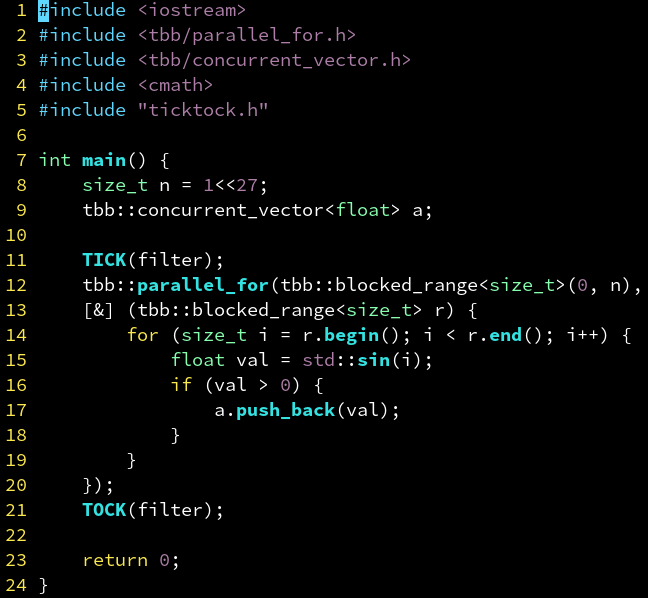 1 #include <iostream>
2 #include <tbb/parallel_for.h>
3 #include <tbb/concurrent_vector.h>
4 #include <cmath>
5 #include "ticktock.h"
6
7 int main() {
8     size_t n = 1<<27;
9     tbb::concurrent_vector<float> a;
10
11     TICK(filter);
12     tbb::parallel_for(tbb::blocked_range<size_t>(0, n),
13     [&] (tbb::blocked_range<size_t> r) {
14         for (size_t i = r.begin(); i < r.end(); i++) {
15             float val = std::sin(i);
16             if (val > 0) {
17                 a.push_back(val);
18             }
19         }
20     });
21     TOCK(filter);
22
23     return 0;
24 }